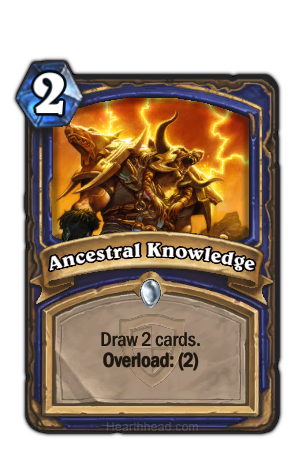 2
Ancestral Knowledge
Draw 2 cards.
Overload: (2)
Hearthhead.com